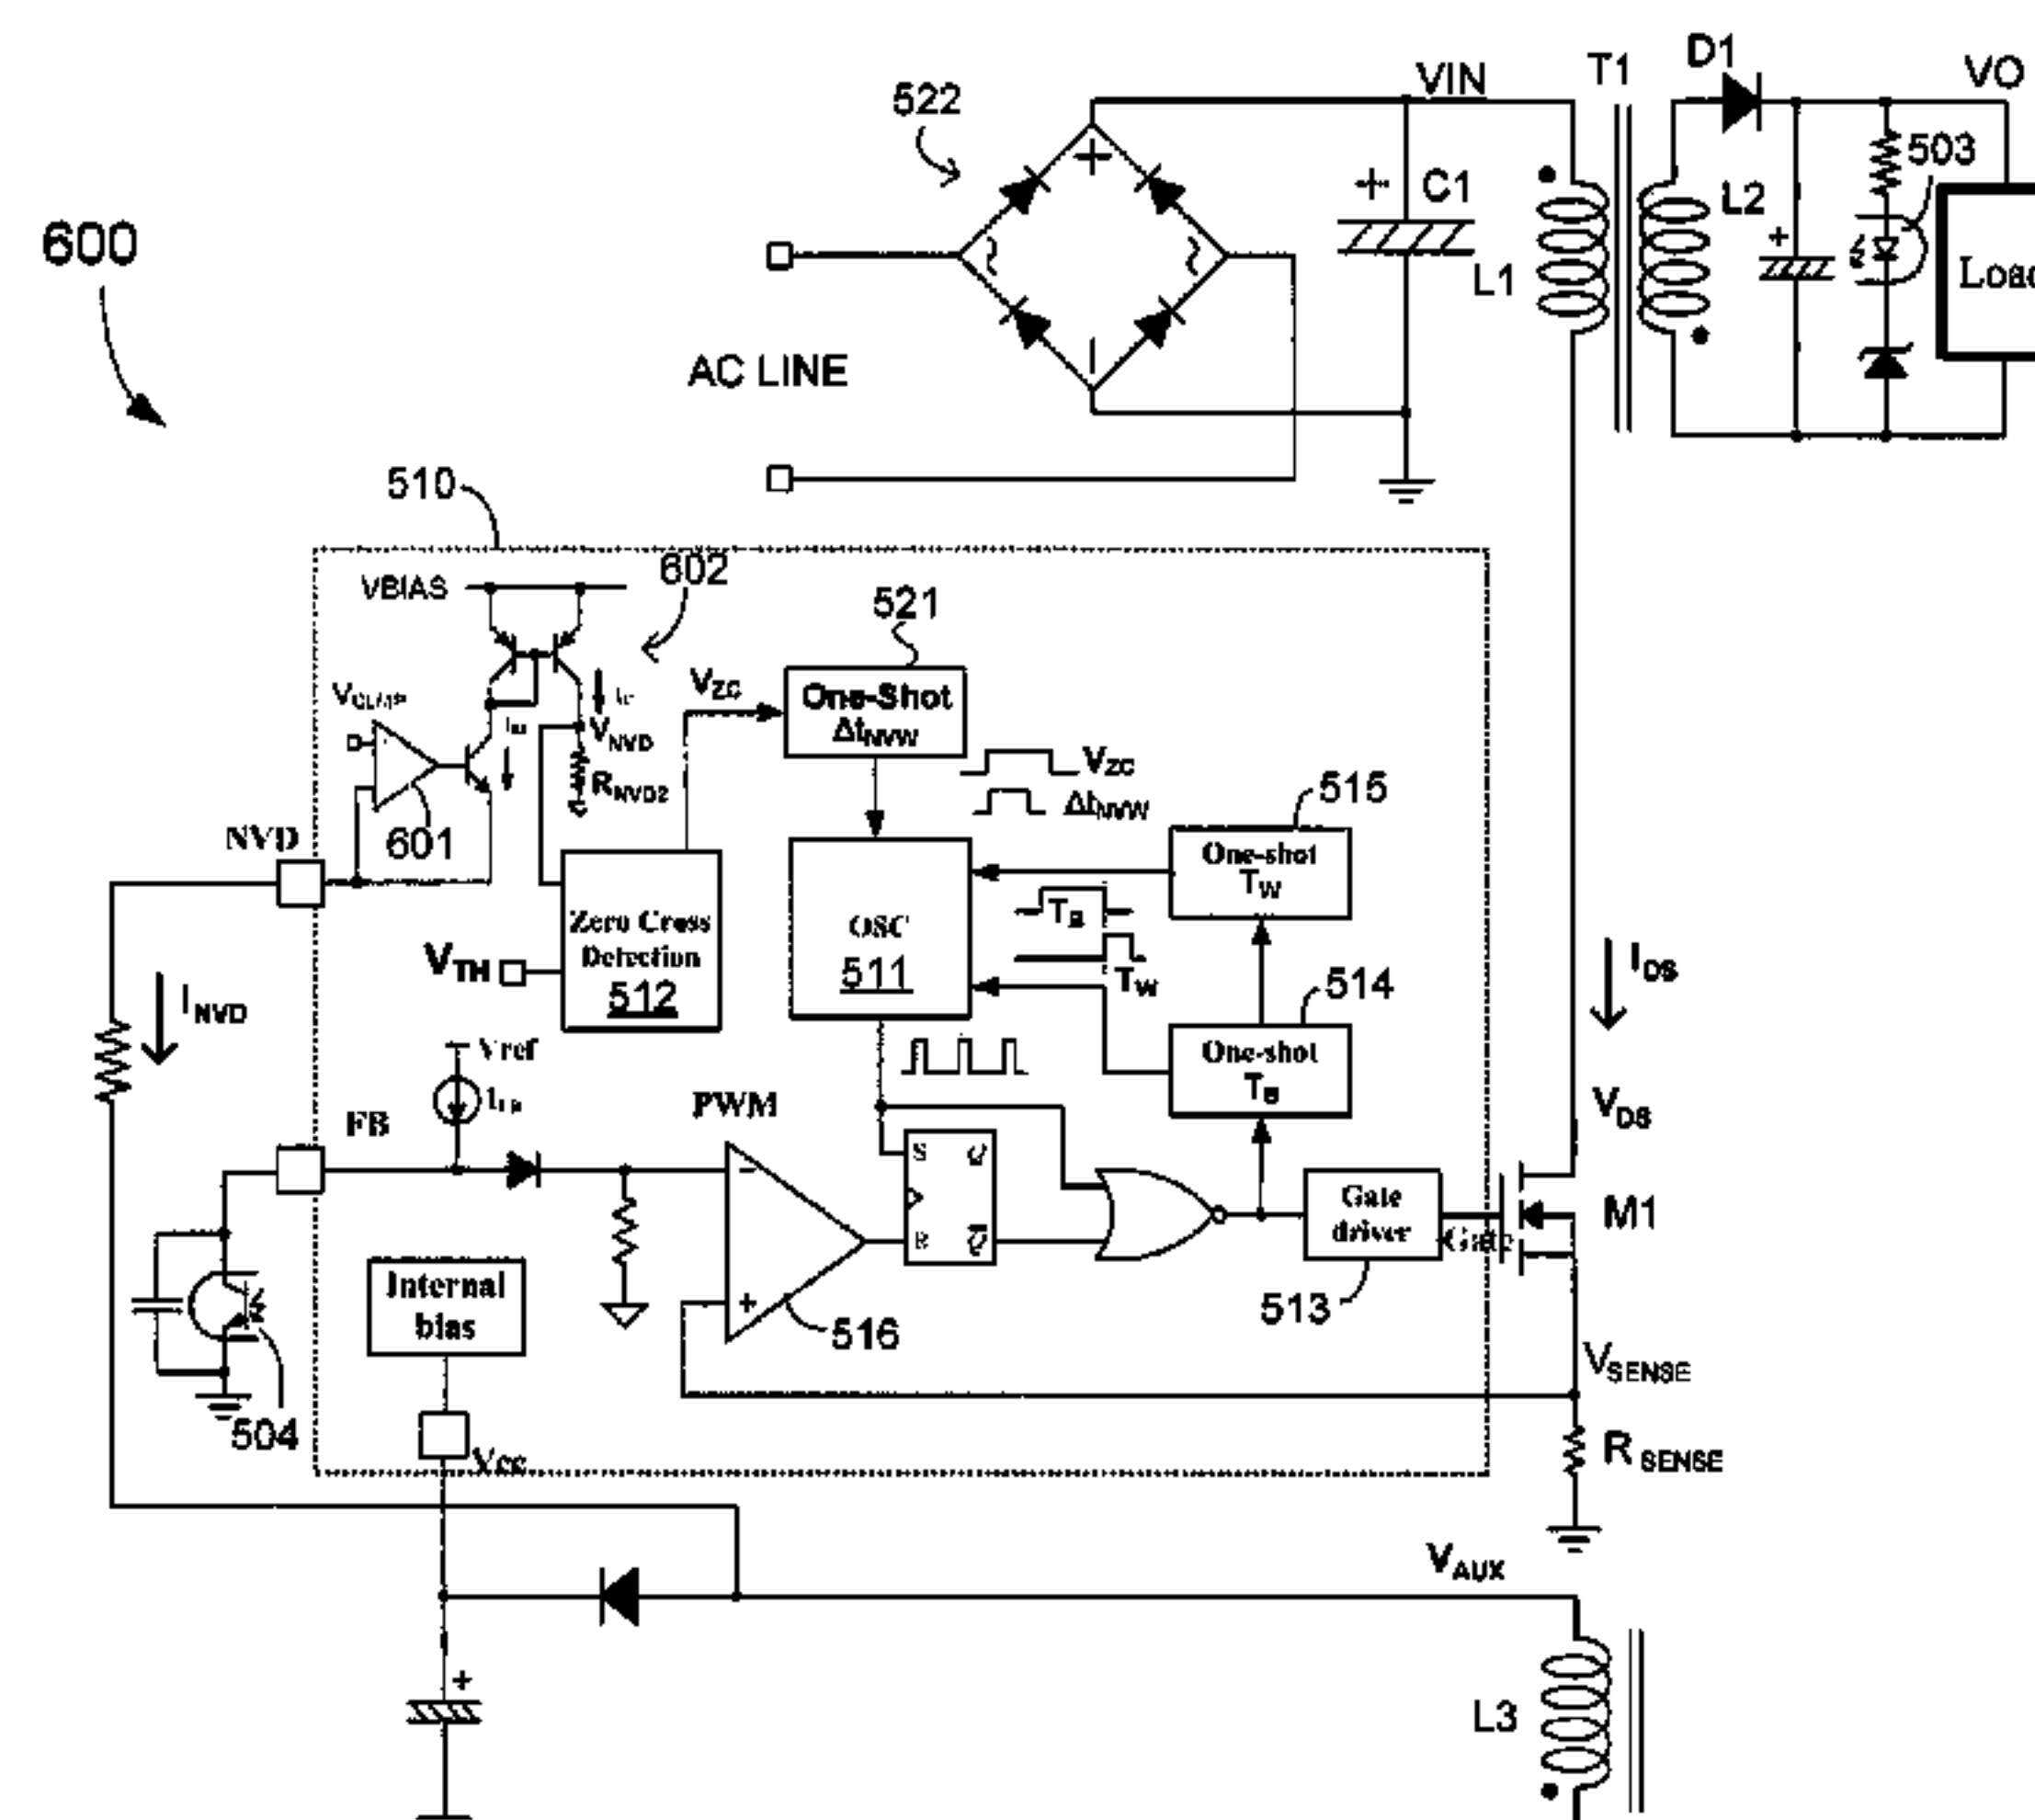 D1
T1
VO
VIN
522
503
+
C1
+
L2
+
600
L1
Load
AC LINE
510
602
VBIAS
521
VZC
One-Shot
ΔtNVW
VNVD
VZC
RNVD2
ΔtNVW
515
601
NVD
One-shot
TW
Zero Cross
Detection
512
OSC
511
TB
VTH
TW
IDS
514
INVD
Vref
One-shot
TB
PWM
VDS
FB
S
Q
Gate
driver
M1
R
Q̅
Gate
Internal
bias
+
513
516
VSENSE
504
Vcc
RSENSE
VAUX
+
L3